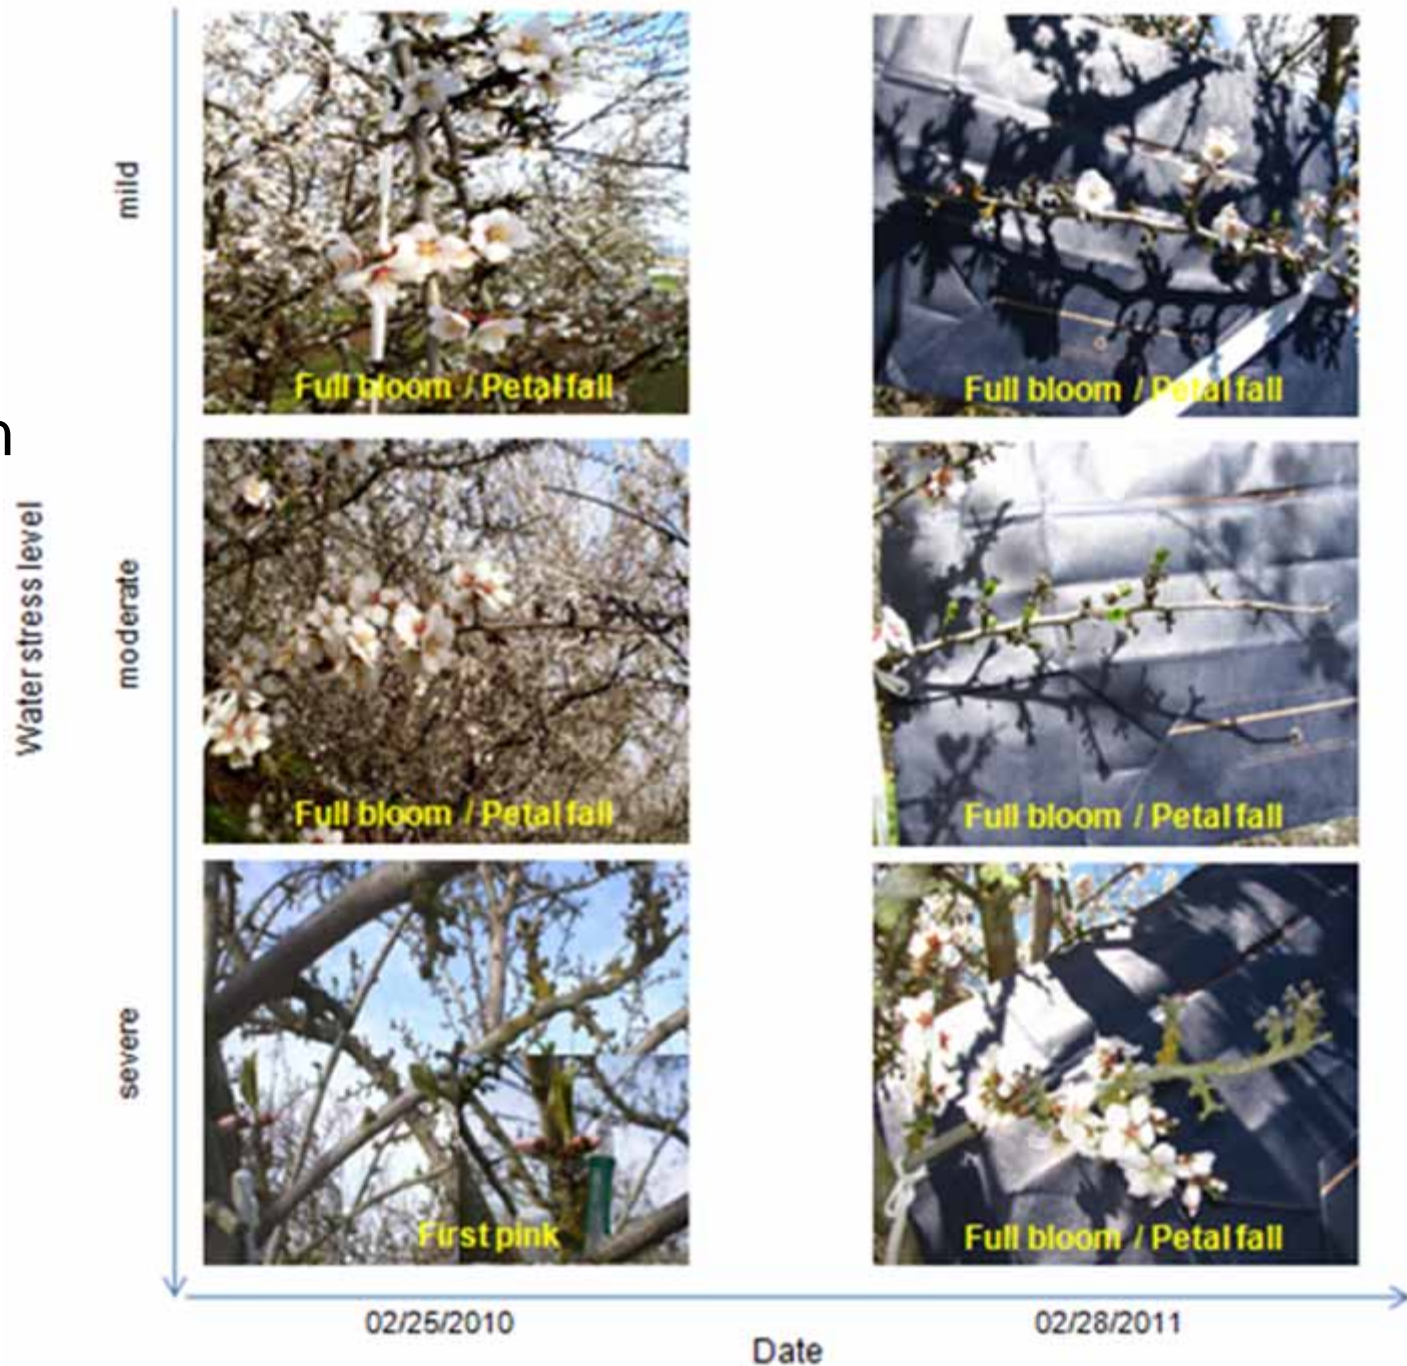 mild
Full bloom / Petal fall
Full bloom / Petal fall
n
Water stress level
moderate
Full bloom / Petal fall
Full bloom / Petal fall
severe
First pink
Full bloom / Petal fall
02/25/2010
02/28/2011
Date